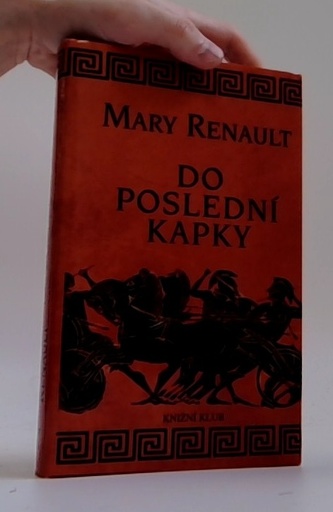 MARY RENAULT
DO
POSLEDNÍ
KAPKY
KNIŽNÍ KLUB